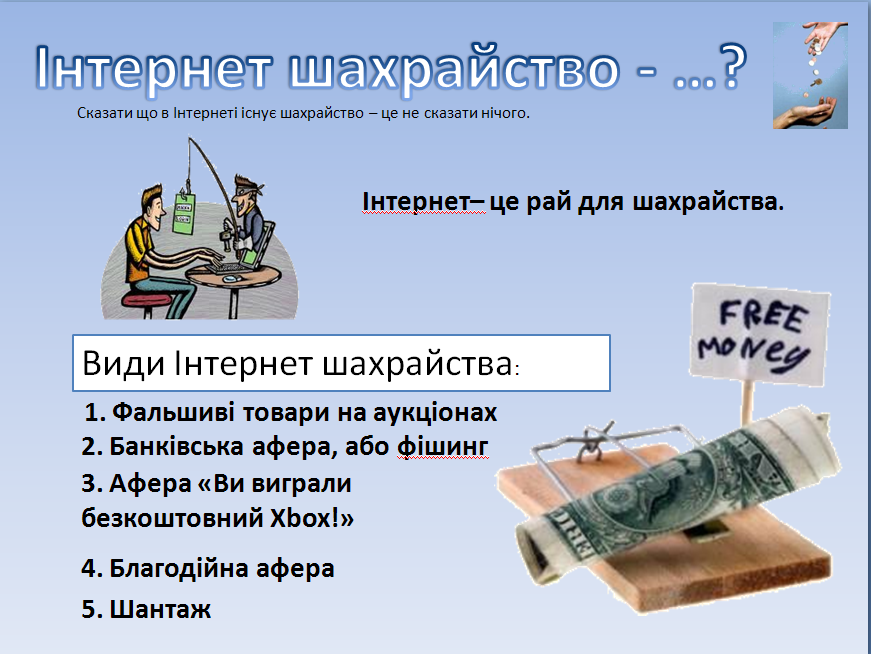 Інтернет шахрайство - ...?
Сказати що в Інтернеті існує шахрайство – це не сказати нічого.
Інтернет– це рай для шахрайства.
FREE
MONEY
Види Інтернет шахрайства:
1. Фальшиві товари на аукціонах
2. Банківська афера, або фішинг
3. Афера «Ви виграли
безкоштовний Xbox!»
4. Благодійна афера
5. Шантаж